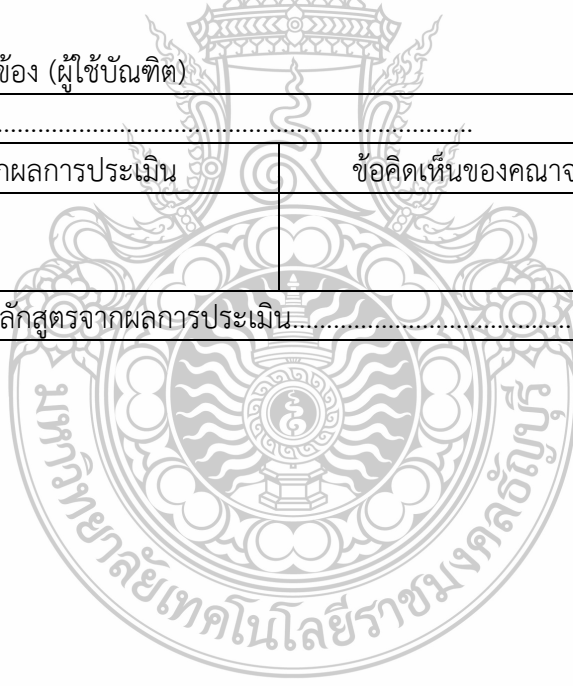 ข้อง (ผู้ใช้บัณฑิต)
........................................................................
ผลการประเมิน ข้อคิดเห็นของคณาจ
ลักสูตรจากผลการประเมิน..........................................
มหาวิทยาลัยเทคโนโลยีราชมงคลธัญบุรี